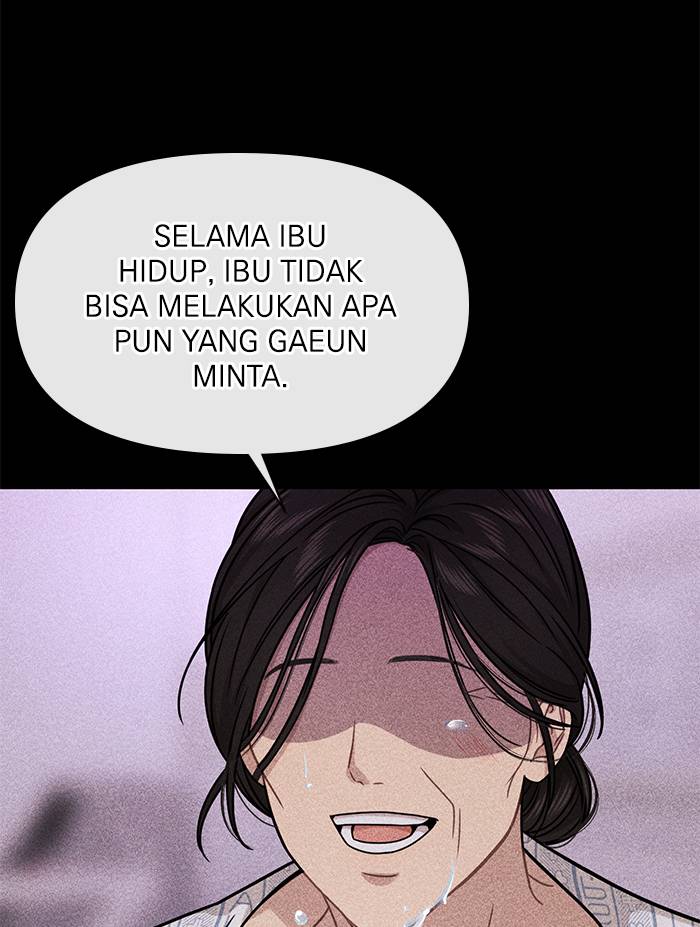 SELAMA IBU
HIDUP, IBU TIDAK
BISA MELAKUKAN APA
PUN YANG GAEUN
MINTA.